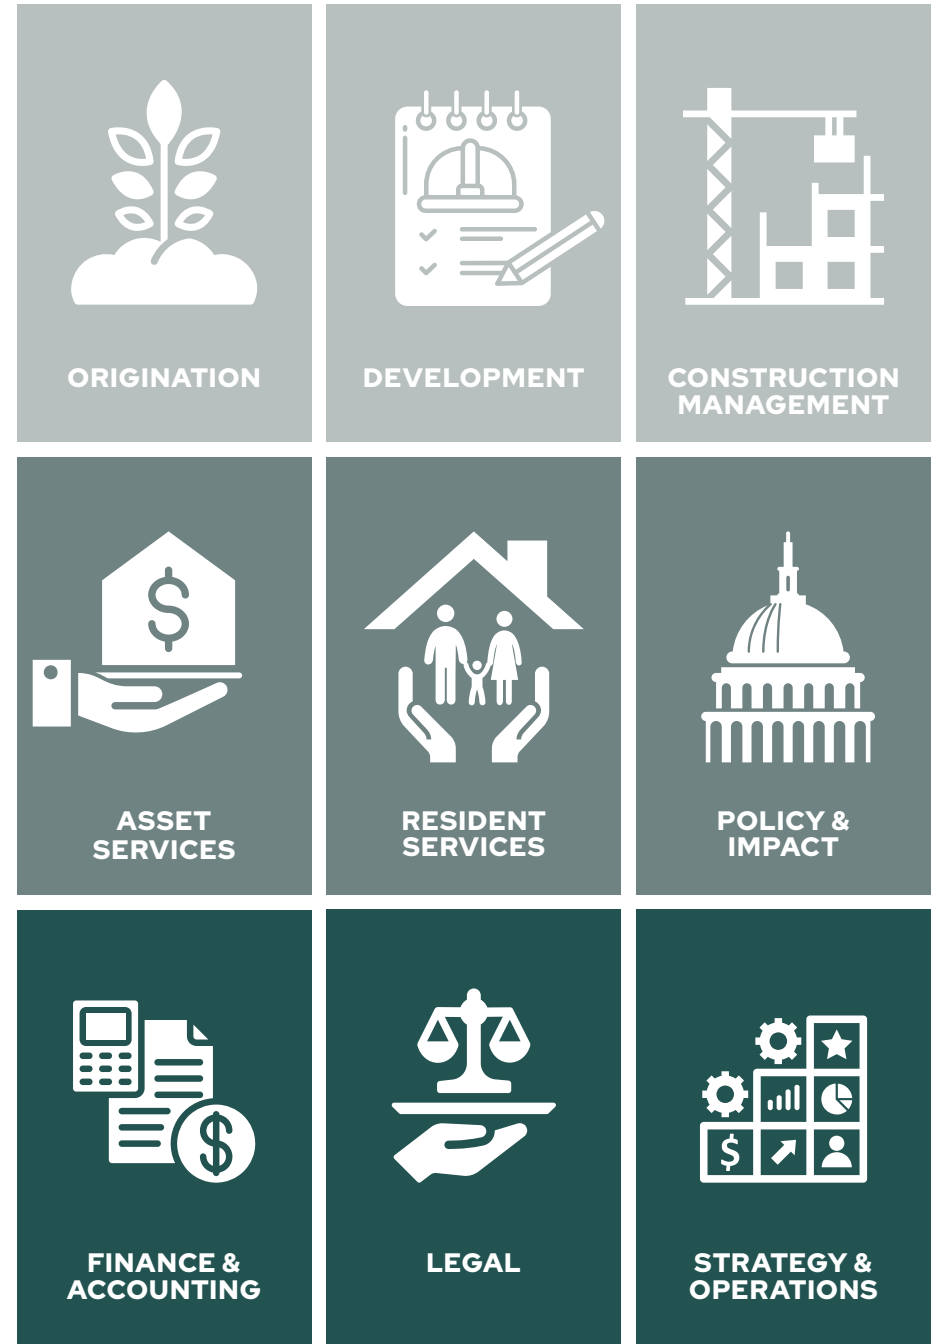 ORIGINATION
DEVELOPMENT
CONSTRUCTION
MANAGEMENT
$
ASSET
SERVICES
RESIDENT
SERVICES
POLICY &
IMPACT
$
$
FINANCE &
ACCOUNTING
LEGAL
STRATEGY &
OPERATIONS